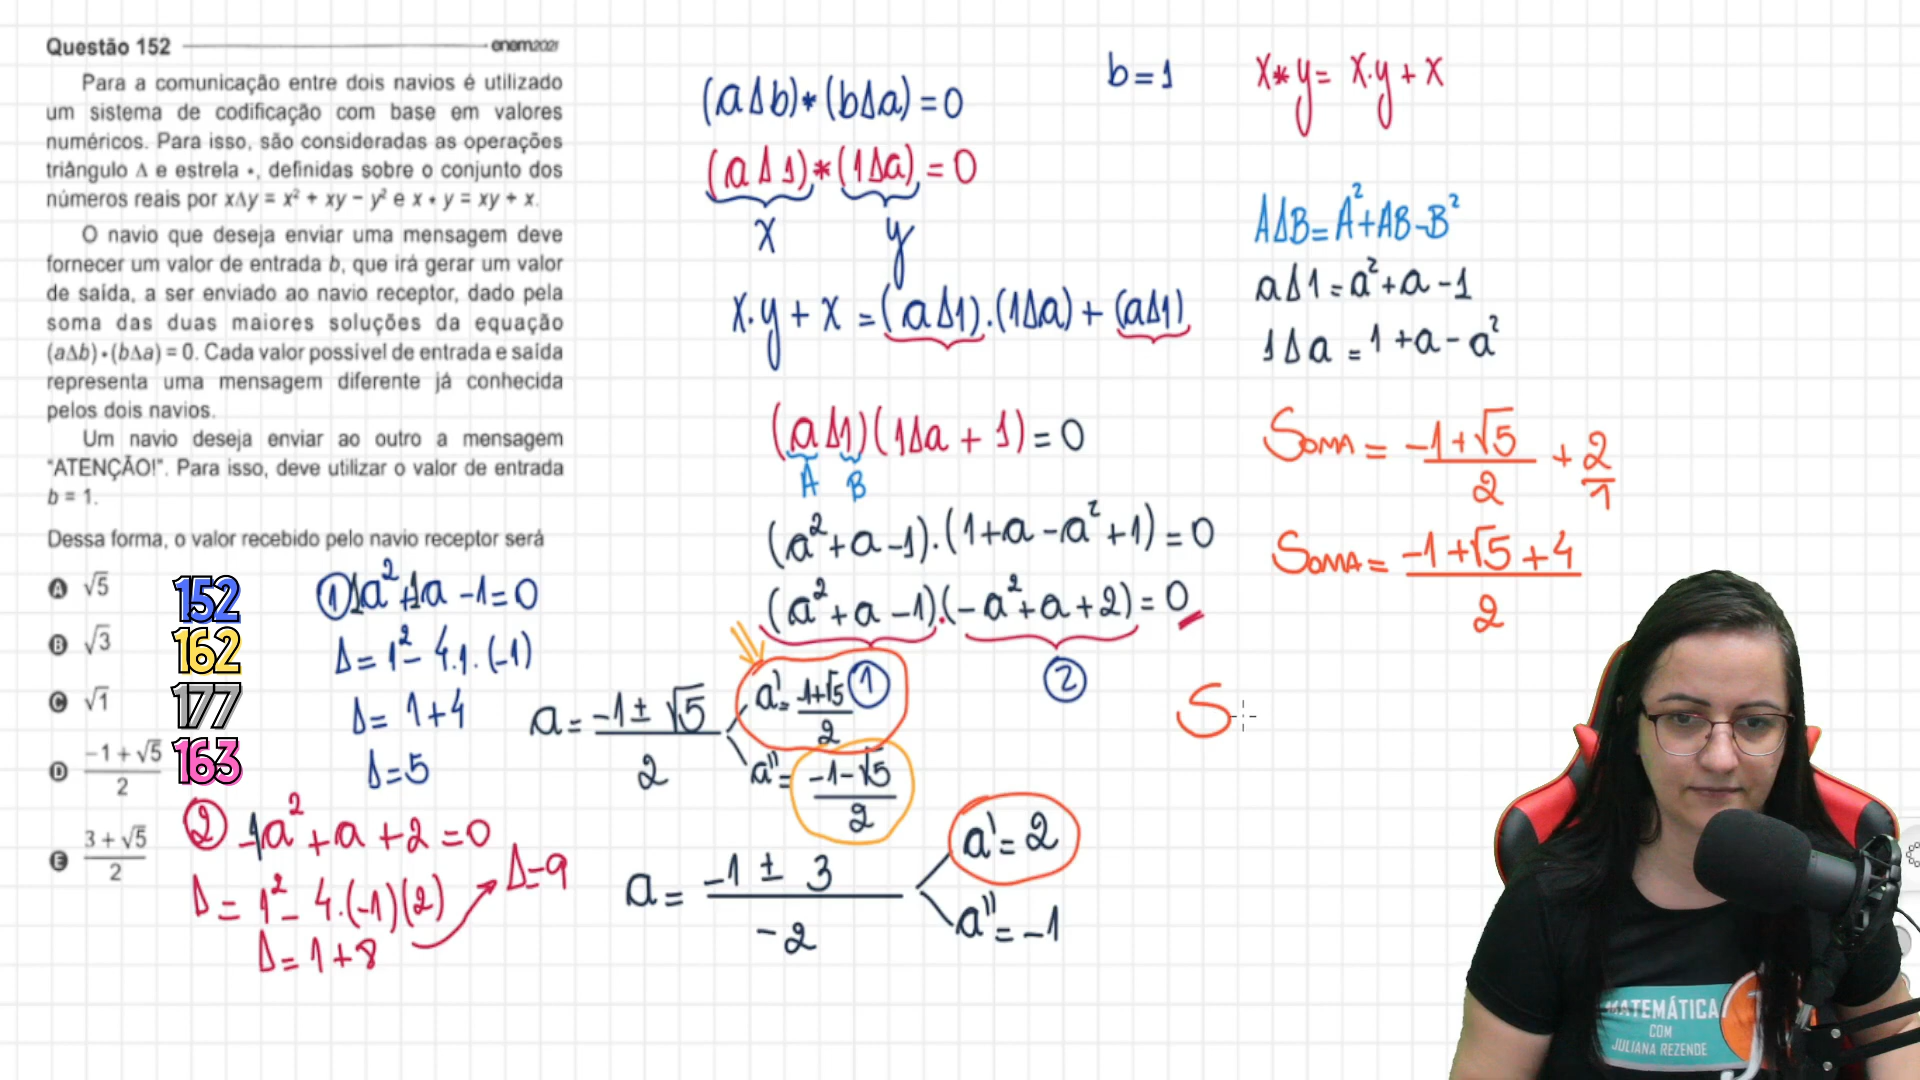 Questão 152
enem2021
Para a comunicação entre dois navios é utilizado
um sistema de codificação com base em valores
numéricos. Para isso, são consideradas as operações
triângulo Δ e estrela *, definidas sobre o conjunto dos
números reais por xΔy = x² + xy − y² e x * y = xy + x.
O navio que deseja enviar uma mensagem deve
fornecer um valor de entrada b, que irá gerar um valor
de saída, a ser enviado ao navio receptor, dado pela
soma das duas maiores soluções da equação
(aΔb)*(bΔa) = 0. Cada valor possível de entrada e saída
representa uma mensagem diferente já conhecida
pelos dois navios.
Um navio deseja enviar ao outro a mensagem
"ATENÇÃO!". Para isso, deve utilizar o valor de entrada
b = 1.
Dessa forma, o valor recebido pelo navio receptor será
A √5
B √3
C √1
D (−1 + √5)/2
E (3 + √5)/2
152
162
177
163
① 1a² + 1a − 1 = 0
Δ = 1² − 4.1.(−1)
Δ = 1 + 4
Δ = 5
② −1a² + a + 2 = 0
Δ = 1² − 4.(−1)(2)
Δ = 1 + 8
Δ = 9
(aΔb)*(bΔa) = 0
(aΔ1)*(1Δa) = 0
x y
x.y + x = (aΔ1).(1Δa) + (aΔ1)
(aΔ1)(1Δa + 1) = 0
A B
(a² + a − 1).(1 + a − a² + 1) = 0
(a² + a − 1).(−a² + a + 2) = 0
① ②
a = (−1 ± √5)/2
a' = (−1+√5)/2
a'' = (−1−√5)/2
a = (−1 ± 3)/−2
a' = 2
a'' = −1
b = 1
x*y = x.y + x
AΔB = A² + AB − B²
aΔ1 = a² + a − 1
1Δa = 1 + a − a²
SOMA = (−1+√5)/2 + 2/1
SOMA = (−1+√5+4)/2
S
MATEMÁTICA
COM
JULIANA REZENDE